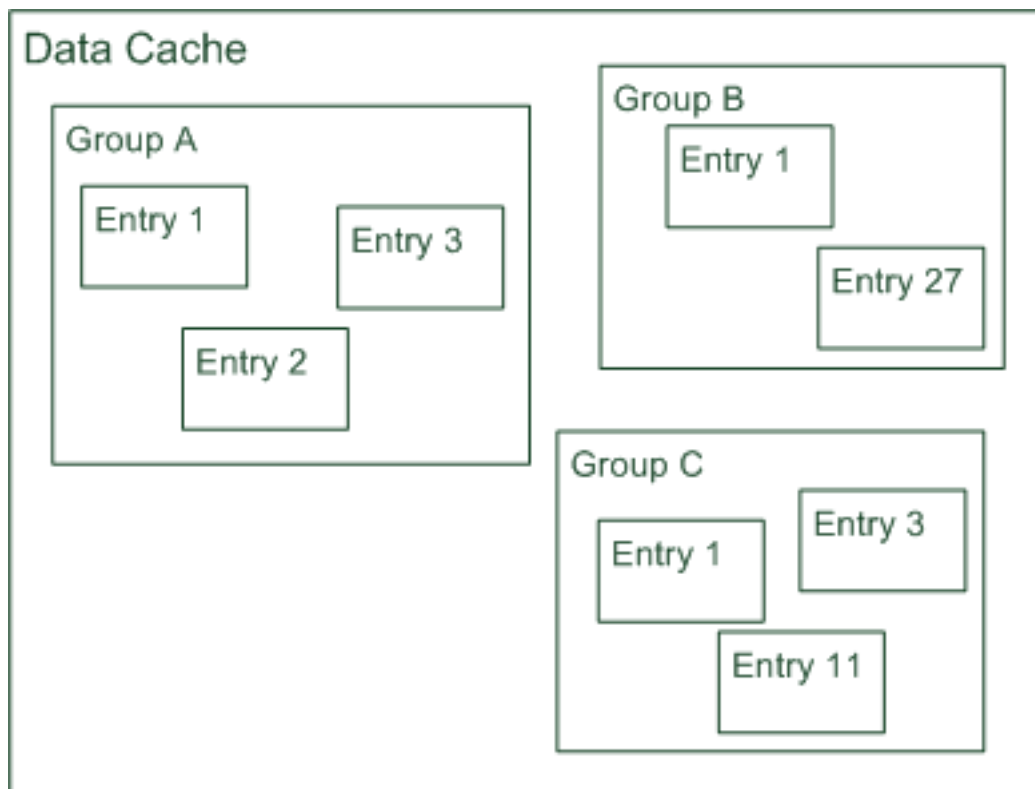 Data Cache
Group A
Entry 1
Entry 3
Entry 2
Group B
Entry 1
Entry 27
Group C
Entry 1
Entry 3
Entry 11